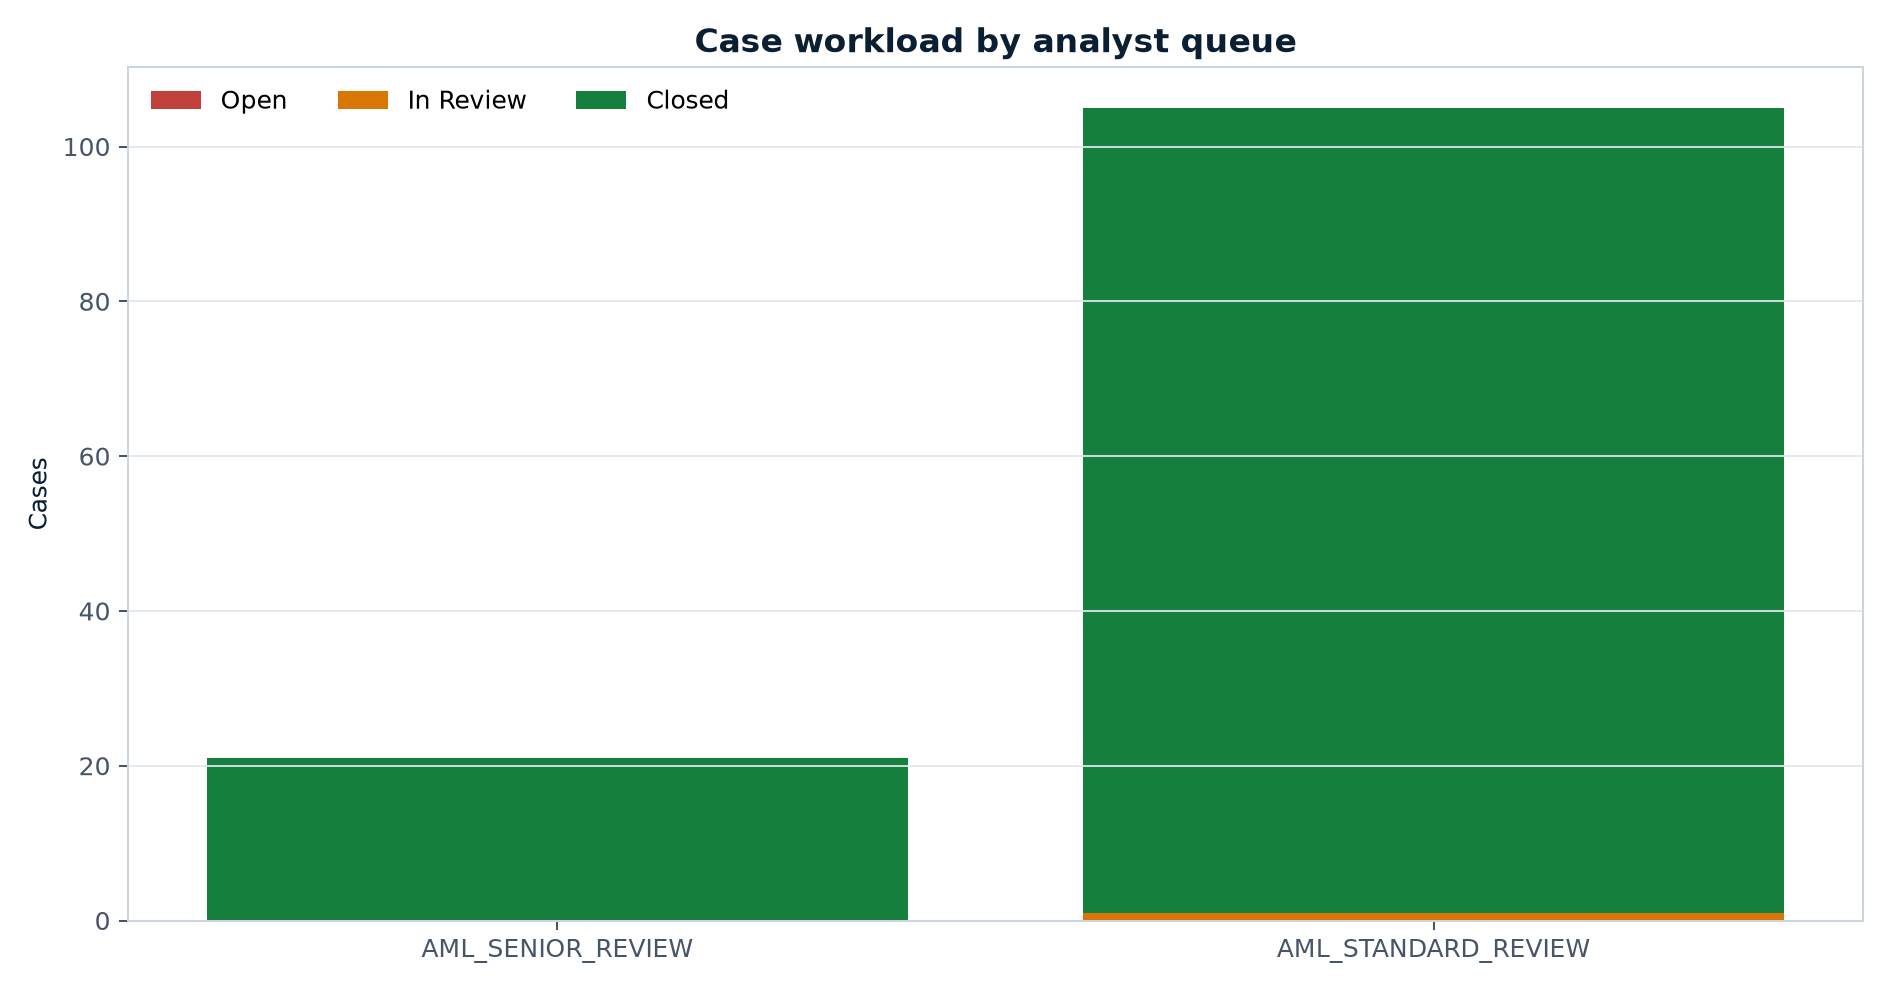 Case workload by analyst queue
Open In Review Closed
100
80
60
40
20
0
Cases
AML_SENIOR_REVIEW AML_STANDARD_REVIEW